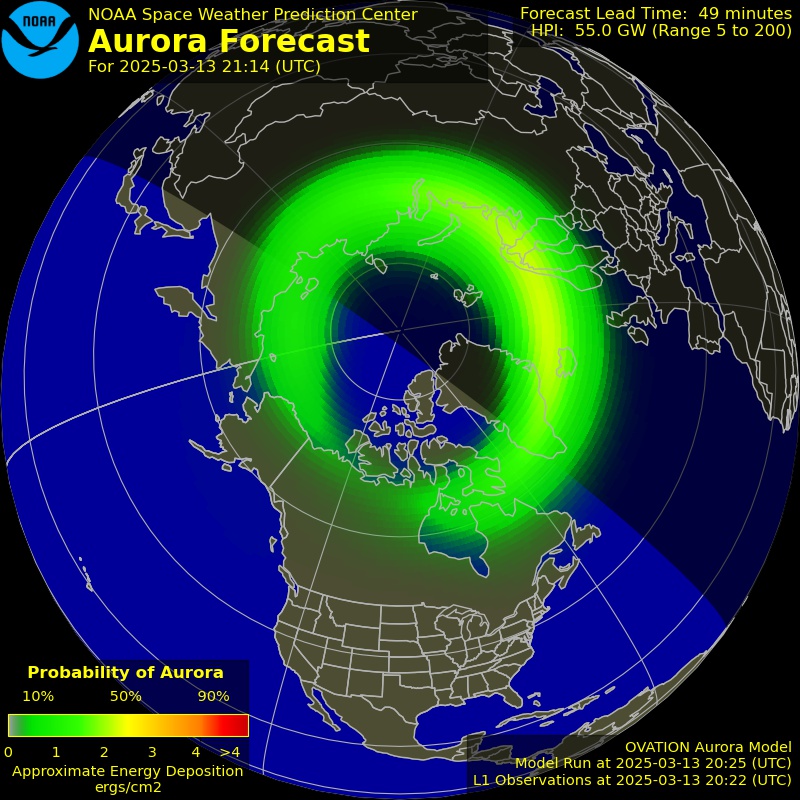 NOAA
NOAA Space Weather Prediction Center
Aurora Forecast
For 2025-03-13 21:14 (UTC)
Forecast Lead Time: 49 minutes
HPI: 55.0 GW (Range 5 to 200)
Probability of Aurora
10% 50% 90%
0 1 2 3 4 >4
Approximate Energy Deposition
ergs/cm2
OVATION Aurora Model
Model Run at 2025-03-13 20:25 (UTC)
L1 Observations at 2025-03-13 20:22 (UTC)